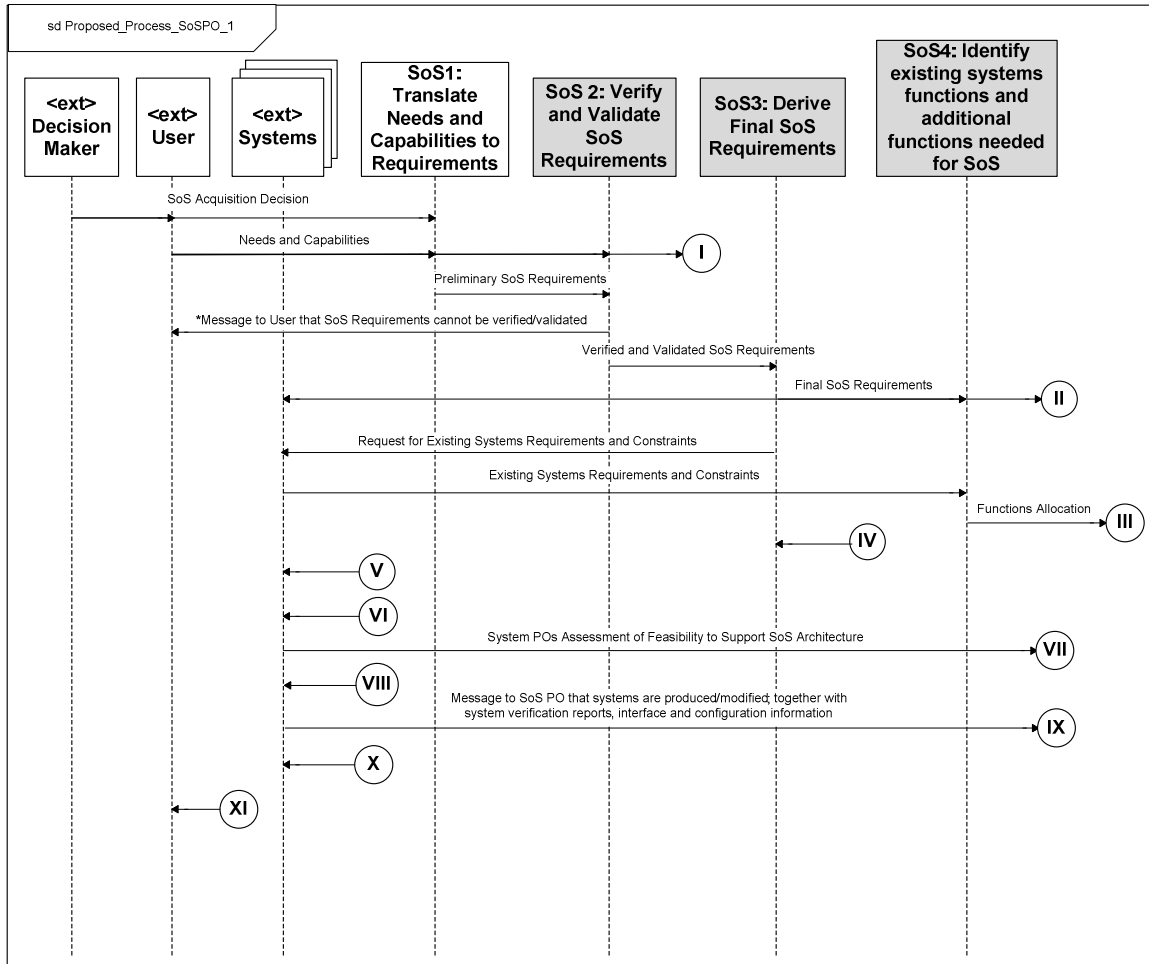 sd Proposed_Process_SoSPO_1
<ext>
Decision
Maker
<ext>
User
<ext>
Systems
SoS1:
Translate
Needs and
Capabilities to
Requirements
SoS 2: Verify
and Validate
SoS
Requirements
SoS3: Derive
Final SoS
Requirements
SoS4: Identify
existing systems
functions and
additional
functions needed
for SoS
SoS Acquisition Decision
Needs and Capabilities
I
Preliminary SoS Requirements
*Message to User that SoS Requirements cannot be verified/validated
Verified and Validated SoS Requirements
Final SoS Requirements
II
Request for Existing Systems Requirements and Constraints
Existing Systems Requirements and Constraints
Functions Allocation
III
IV
V
VI
System POs Assessment of Feasibility to Support SoS Architecture
VII
VIII
Message to SoS PO that systems are produced/modified; together with
system verification reports, interface and configuration information
IX
X
XI